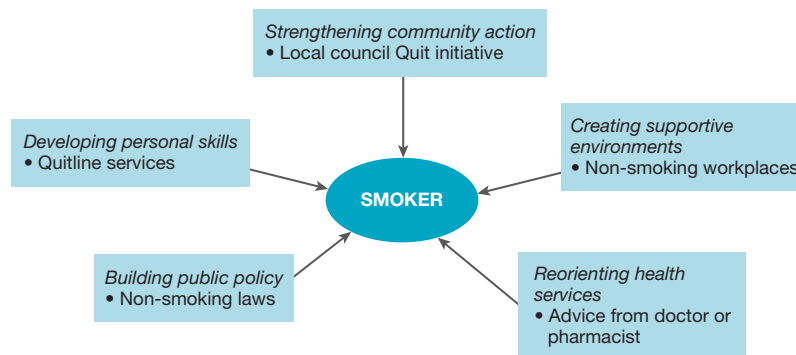 Strengthening community action
• Local council Quit initiative
Developing personal skills
• Quitline services
Creating supportive
environments
• Non-smoking workplaces
SMOKER
Building public policy
• Non-smoking laws
Reorienting health
services
• Advice from doctor or
pharmacist